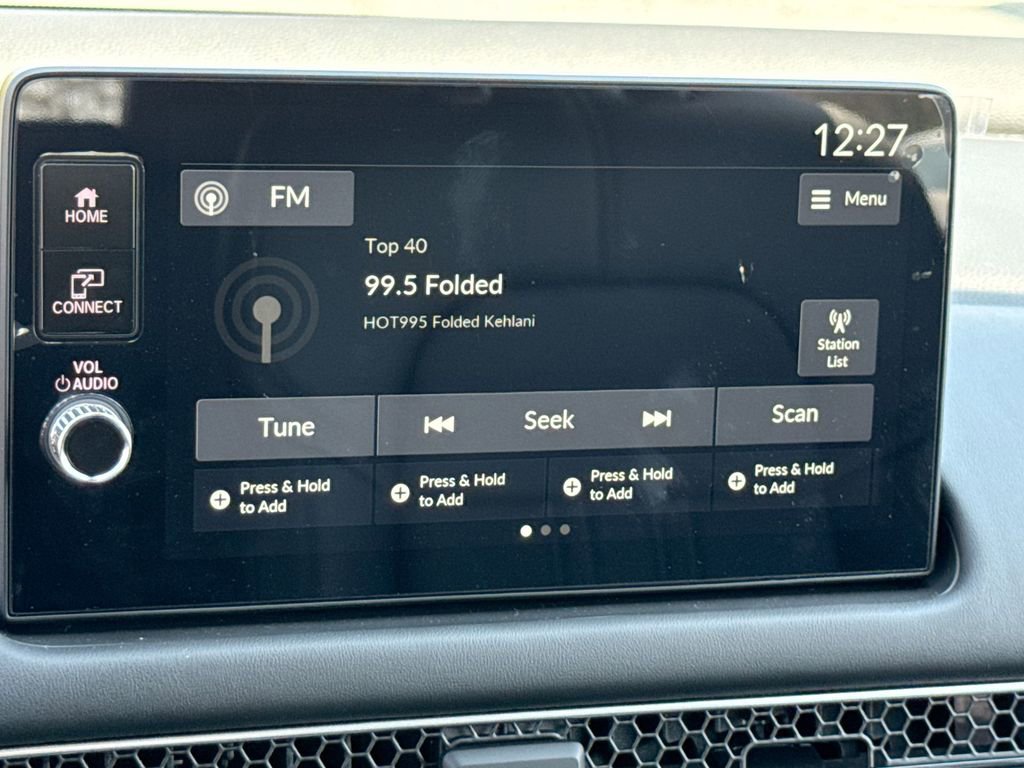 12:27
HOME
FM
Menu
Top 40
99.5 Folded
HOT995 Folded Kehlani
CONNECT
Station
List
VOL
AUDIO
Tune
Seek
Scan
Press & Hold
to Add
Press & Hold
to Add
Press & Hold
to Add
Press & Hold
to Add